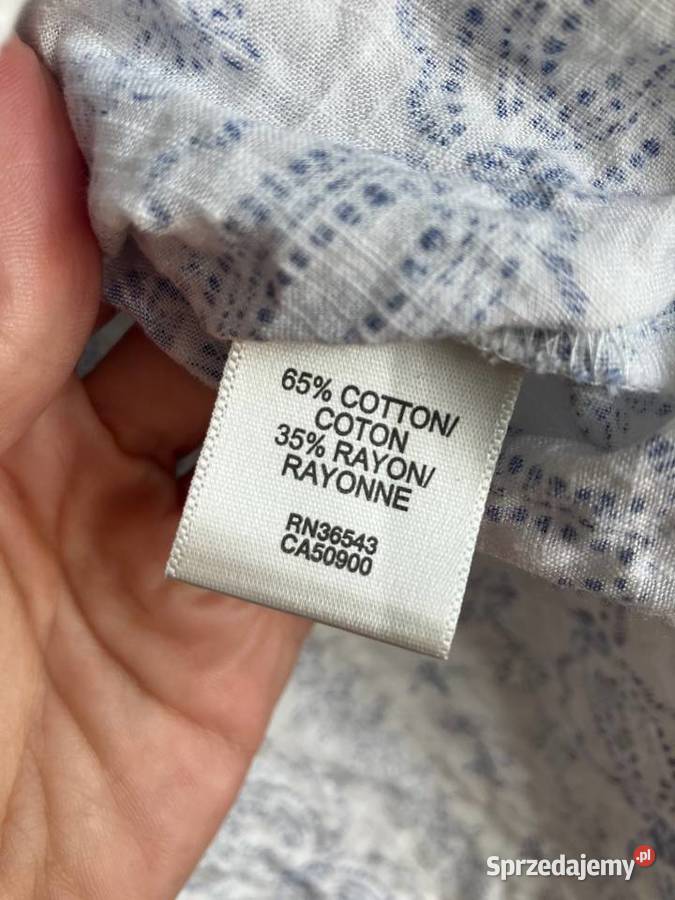 65% COTTON/
COTON
35% RAYON/
RAYONNE
RN36543
CA50900
Sprzedajemy.pl